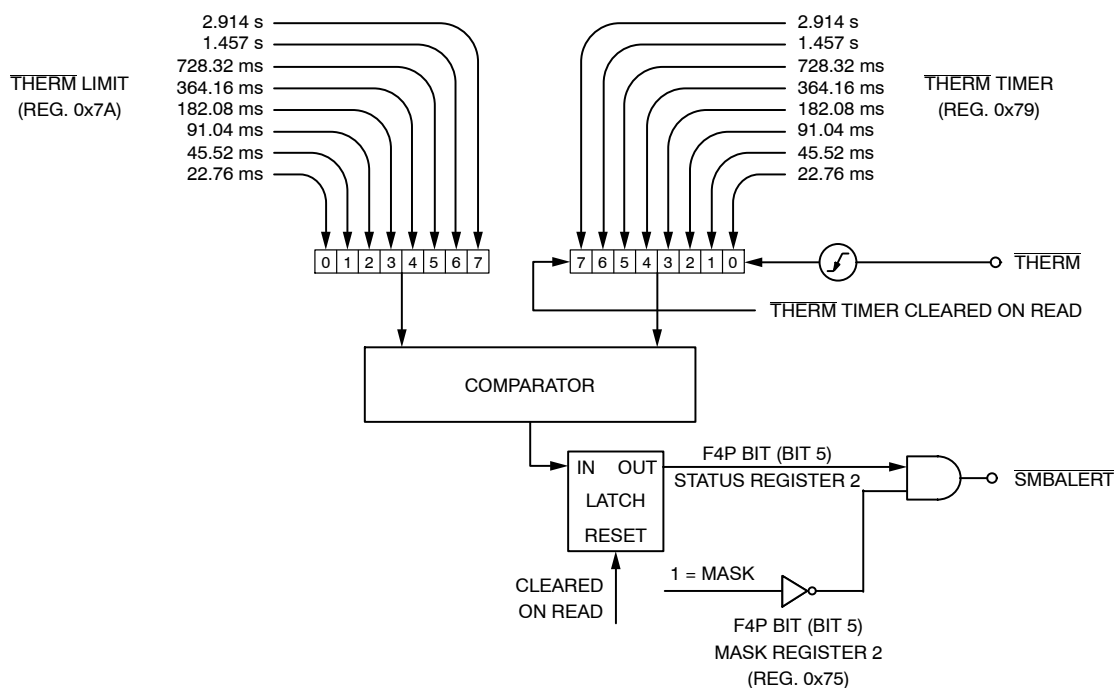 2.914 s
1.457 s
728.32 ms
364.16 ms
182.08 ms
91.04 ms
45.52 ms
22.76 ms
THERM LIMIT
(REG. 0x7A)
2.914 s
1.457 s
728.32 ms
364.16 ms
182.08 ms
91.04 ms
45.52 ms
22.76 ms
THERM TIMER
(REG. 0x79)
0 1 2 3 4 5 6 7
7 6 5 4 3 2 1 0
THERM
THERM TIMER CLEARED ON READ
COMPARATOR
IN OUT
LATCH
RESET
F4P BIT (BIT 5)
STATUS REGISTER 2
SMBALERT
CLEARED
ON READ
1 = MASK
F4P BIT (BIT 5)
MASK REGISTER 2
(REG. 0x75)